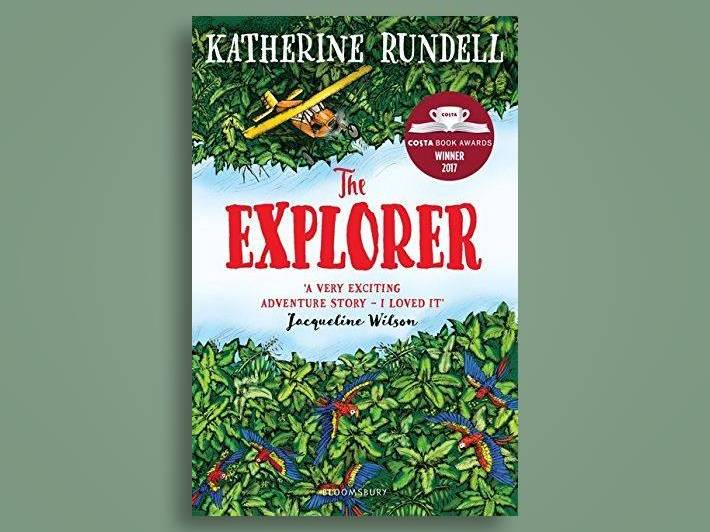 KATHERINE RUNDELL
COSTA
COSTA BOOK AWARDS
WINNER
2017
The
EXPLORER
'A VERY EXCITING
ADVENTURE STORY – I LOVED IT'
Jacqueline Wilson
BLOOMSBURY